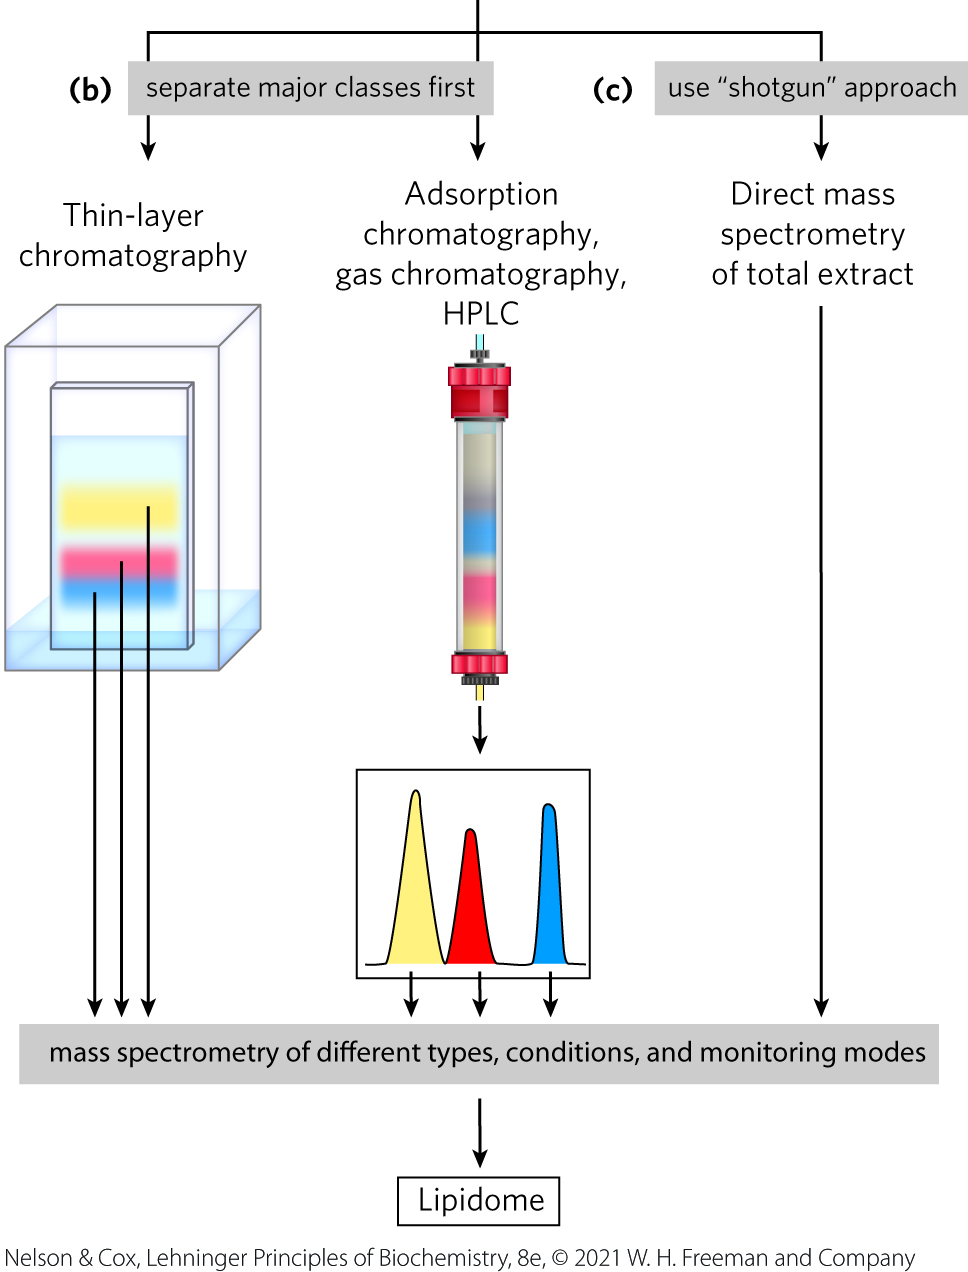 (b) separate major classes first
(c) use “shotgun” approach
Thin-layer
chromatography
Adsorption
chromatography,
gas chromatography,
HPLC
Direct mass
spectrometry
of total extract
mass spectrometry of different types, conditions, and monitoring modes
Lipidome
Nelson & Cox, Lehninger Principles of Biochemistry, 8e, © 2021 W. H. Freeman and Company